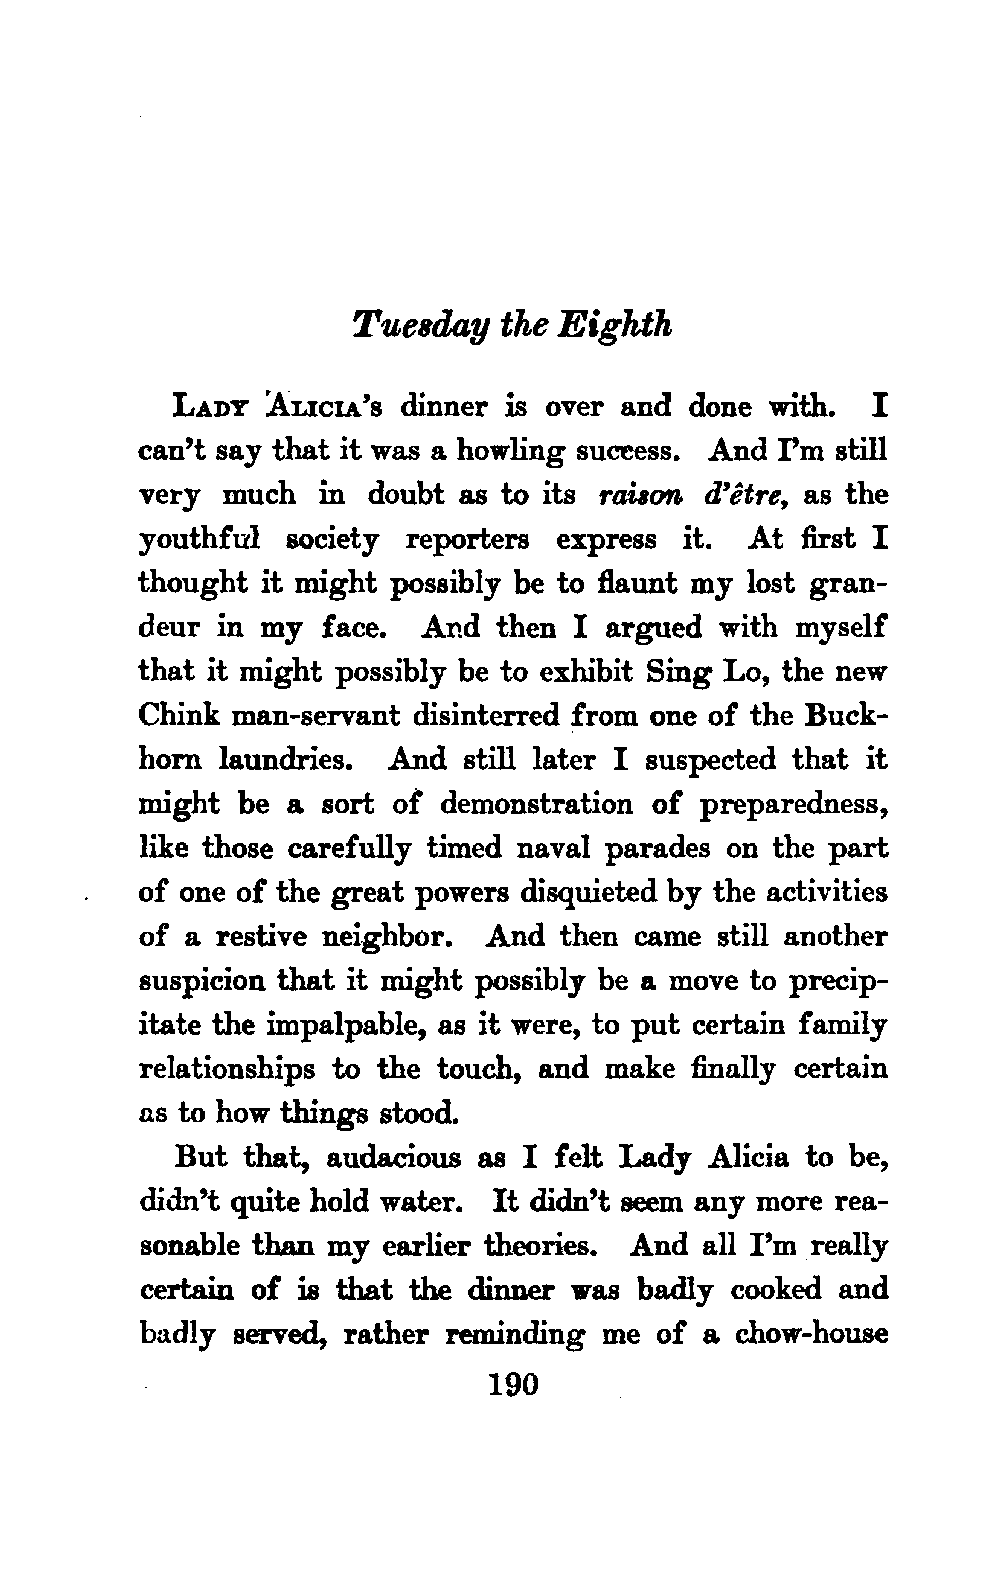 Tuesday the Eighth
Lady Alicia's dinner is over and done with. I
can't say that it was a howling success. And I'm still
very much in doubt as to its raison d'être, as the
youthful society reporters express it. At first I
thought it might possibly be to flaunt my lost gran-
deur in my face. And then I argued with myself
that it might possibly be to exhibit Sing Lo, the new
Chink man-servant disinterred from one of the Buck-
horn laundries. And still later I suspected that it
might be a sort of demonstration of preparedness,
like those carefully timed naval parades on the part
of one of the great powers disquieted by the activities
of a restive neighbor. And then came still another
suspicion that it might possibly be a move to precip-
itate the impalpable, as it were, to put certain family
relationships to the touch, and make finally certain
as to how things stood.
But that, audacious as I felt Lady Alicia to be,
didn't quite hold water. It didn't seem any more rea-
sonable than my earlier theories. And all I'm really
certain of is that the dinner was badly cooked and
badly served, rather reminding me of a chow-house
190